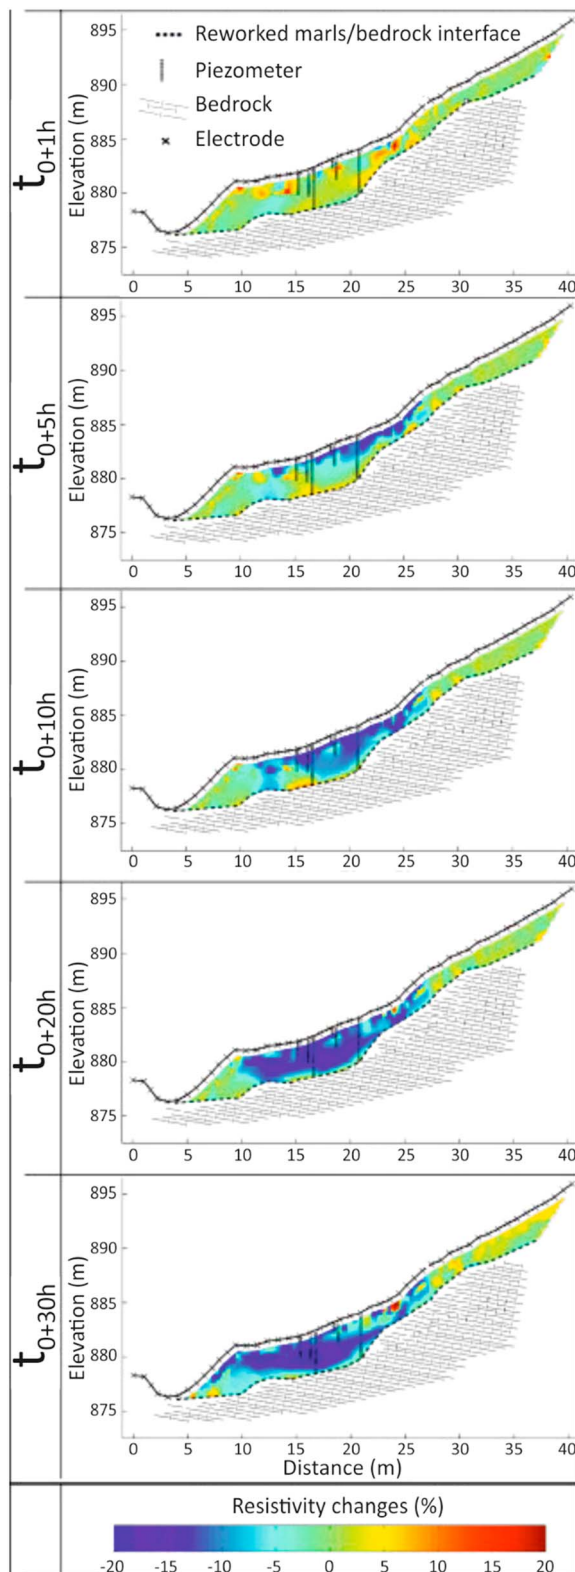 t0+1h
Elevation (m)
895
890
885
880
875
Reworked marls/bedrock interface
Piezometer
Bedrock
Electrode
0 5 10 15 20 25 30 35 40
t0+5h
Elevation (m)
895
890
885
880
875
0 5 10 15 20 25 30 35 40
t0+10h
Elevation (m)
895
890
885
880
875
0 5 10 15 20 25 30 35 40
t0+20h
Elevation (m)
895
890
885
880
875
0 5 10 15 20 25 30 35 40
t0+30h
Elevation (m)
895
890
885
880
875
0 5 10 15 20 25 30 35 40
Distance (m)
Resistivity changes (%)
-20 -15 -10 -5 0 5 10 15 20